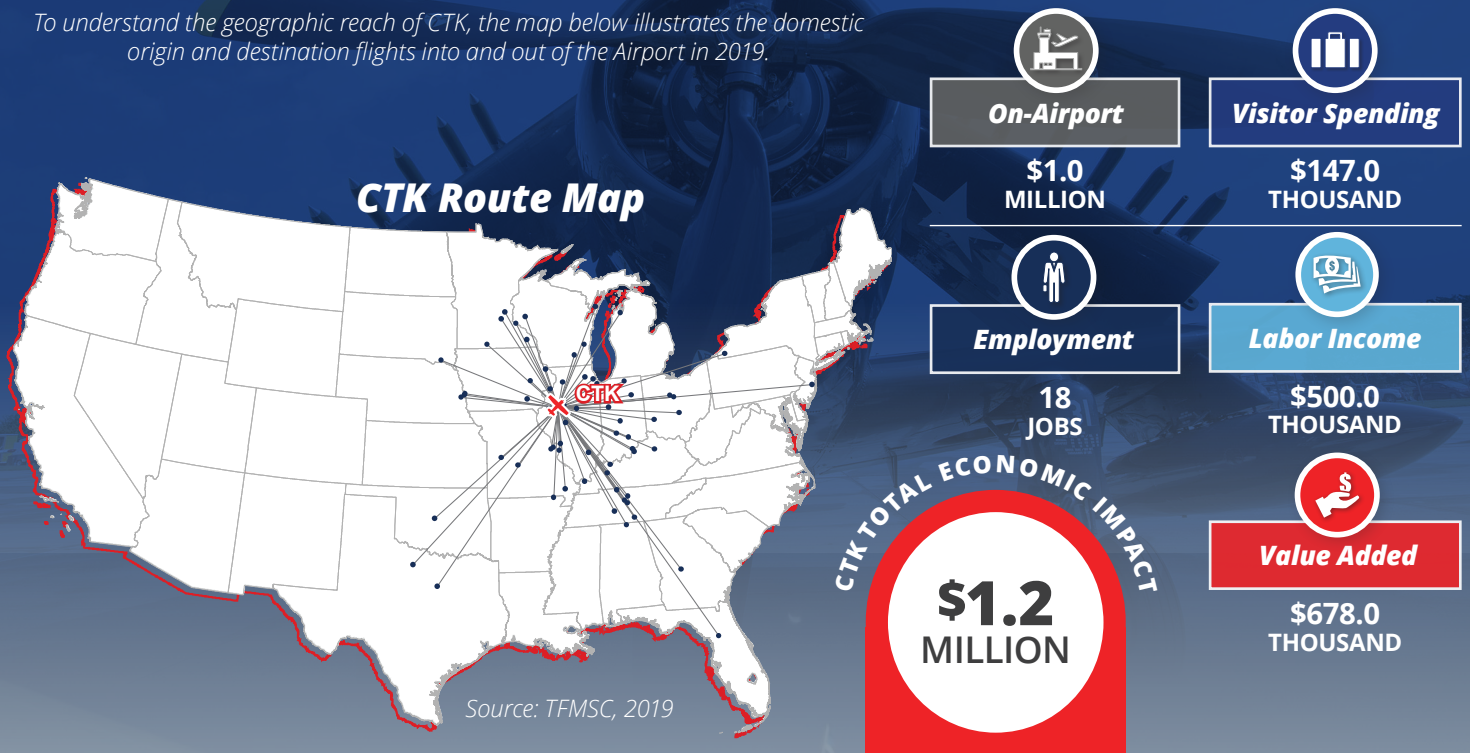 To understand the geographic reach of CTK, the map below illustrates the domestic
origin and destination flights into and out of the Airport in 2019.
CTK Route Map
CTK
Source: TFMSC, 2019
On-Airport
$1.0
MILLION
Visitor Spending
$147.0
THOUSAND
Employment
18
JOBS
Labor Income
$500.0
THOUSAND
CTK TOTAL ECONOMIC IMPACT
$1.2
MILLION
$
Value Added
$678.0
THOUSAND